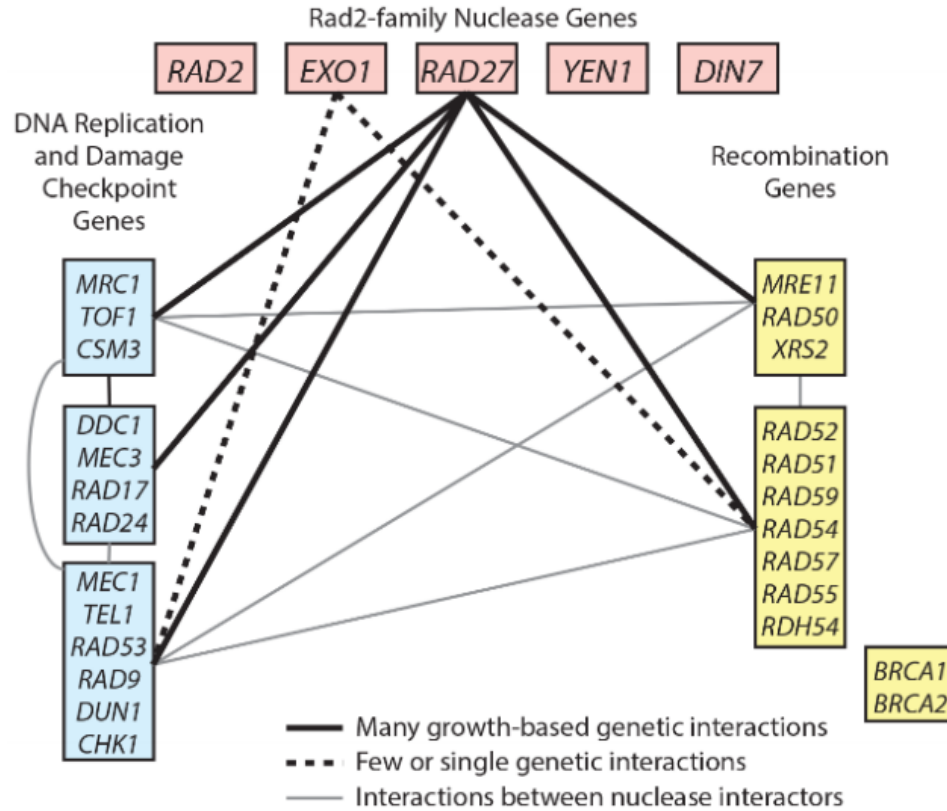 Rad2-family Nuclease Genes
RAD2
EXO1
RAD27
YEN1
DIN7
DNA Replication
and Damage
Checkpoint
Genes
Recombination
Genes
MRC1
TOF1
CSM3
DDC1
MEC3
RAD17
RAD24
MEC1
TEL1
RAD53
RAD9
DUN1
CHK1
MRE11
RAD50
XRS2
RAD52
RAD51
RAD59
RAD54
RAD57
RAD55
RDH54
BRCA1
BRCA2
Many growth-based genetic interactions
Few or single genetic interactions
Interactions between nuclease interactors